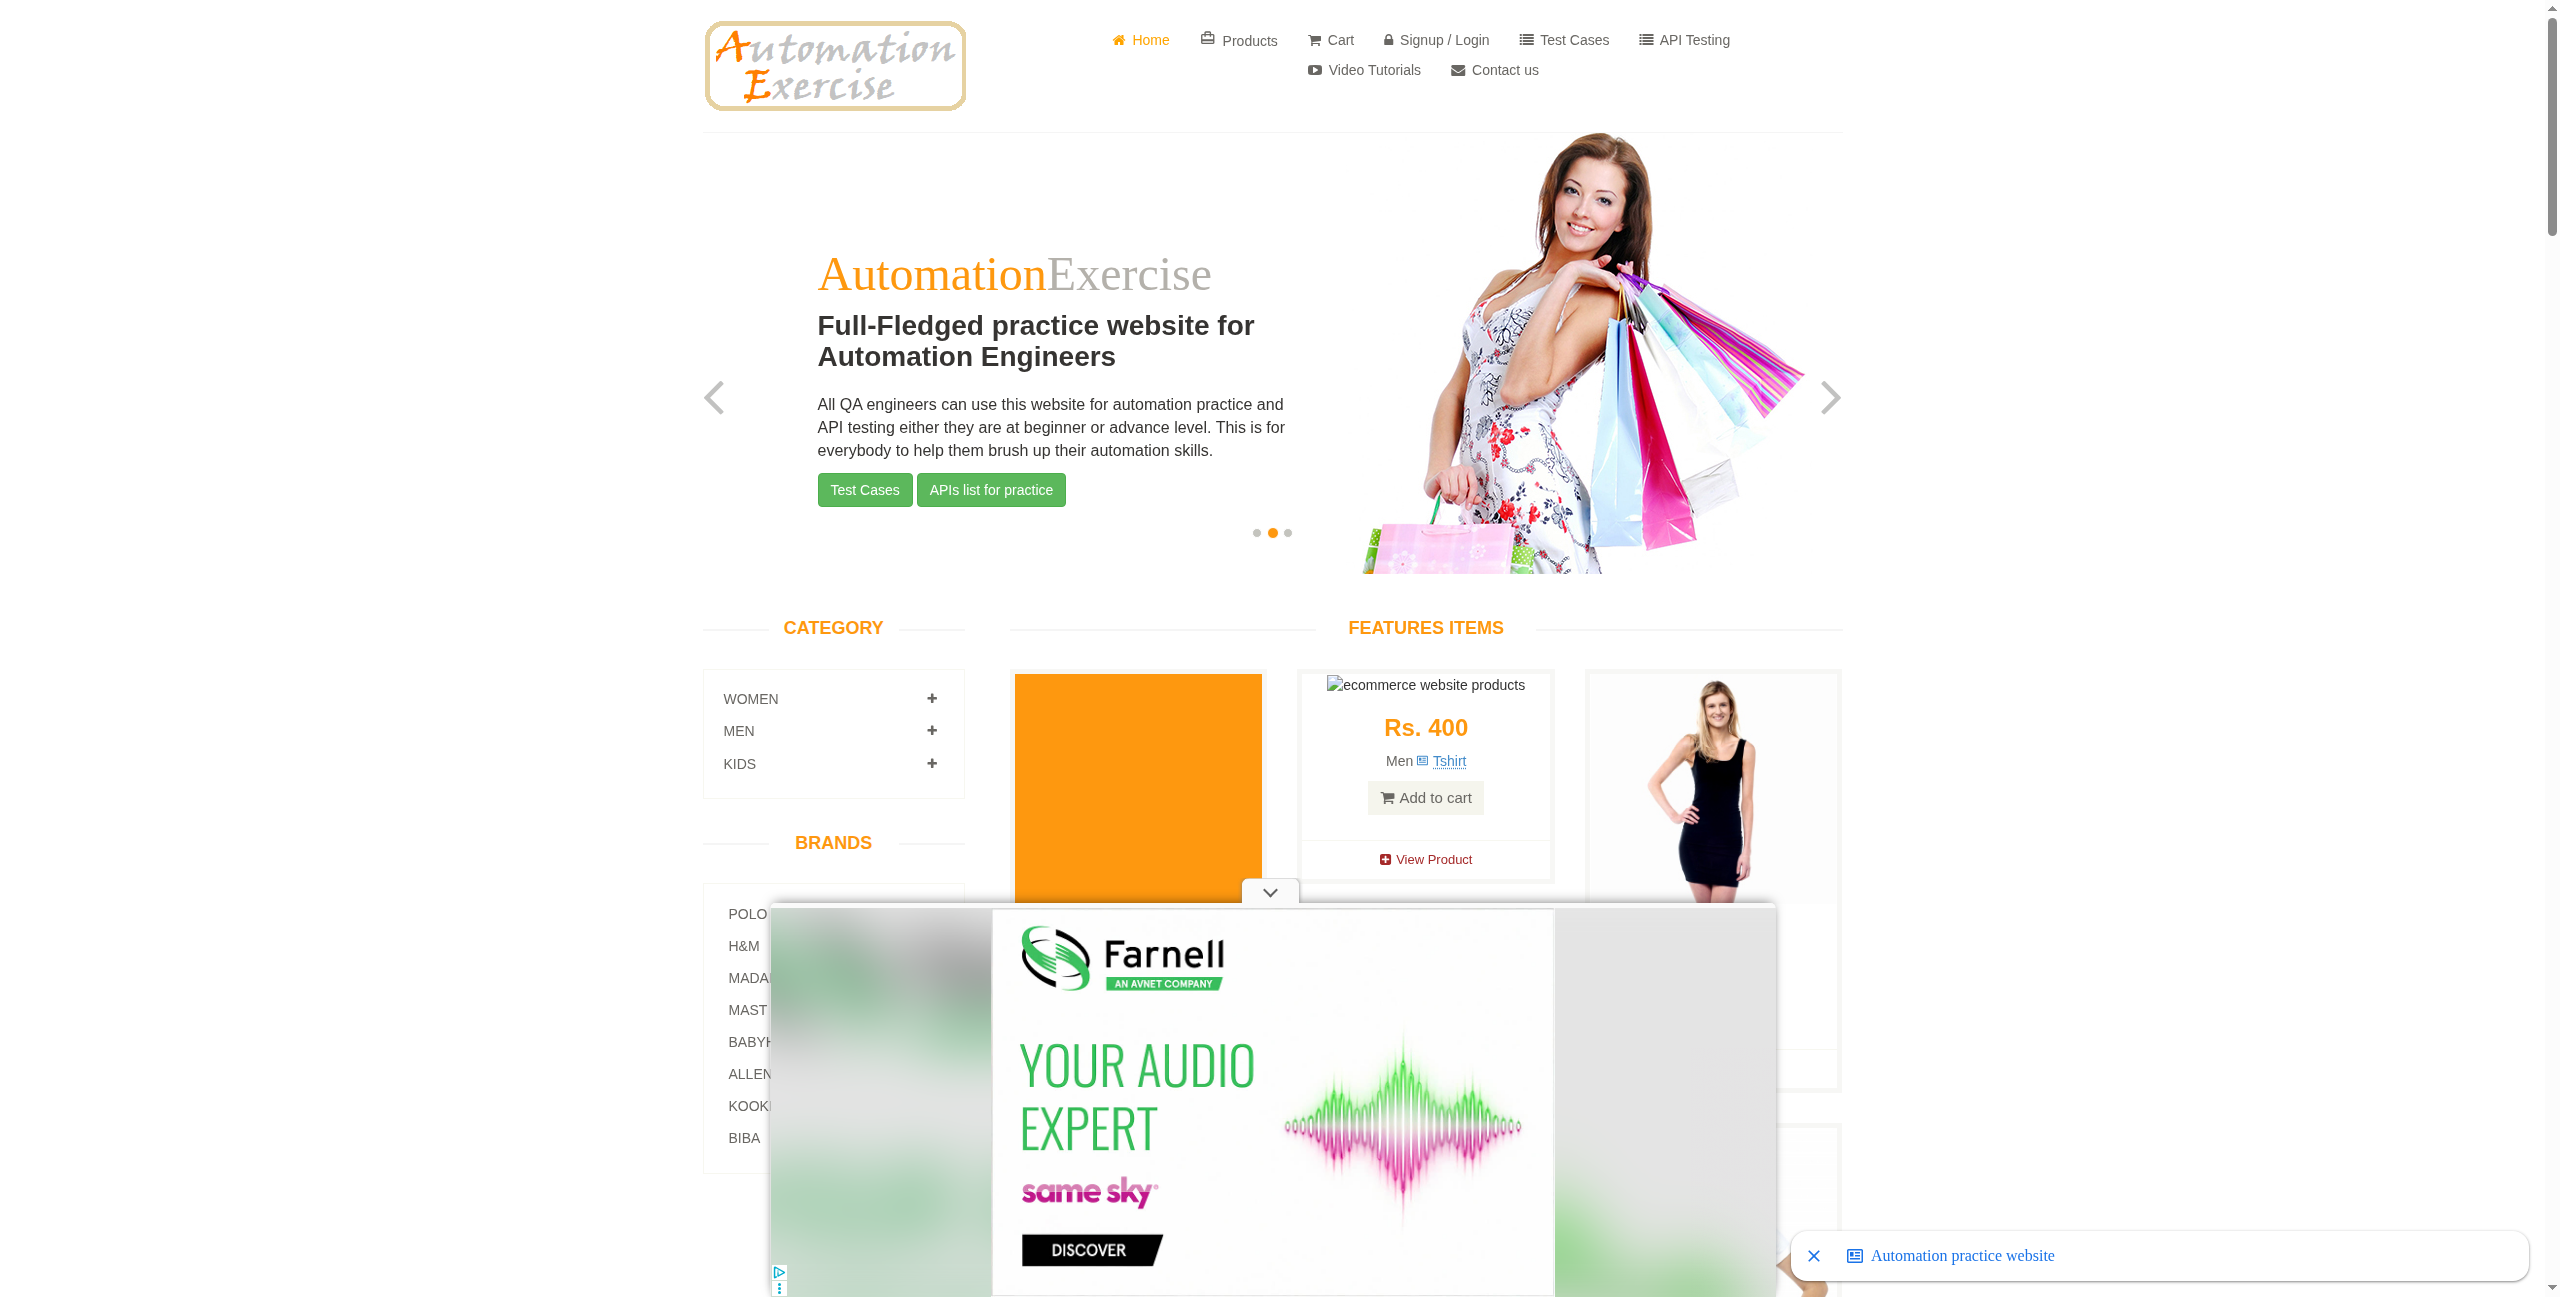 Automation
Exercise
Home
Products
Cart
Signup / Login
Test Cases
API Testing
Video Tutorials
Contact us
AutomationExercise
Full-Fledged practice website for
Automation Engineers
All QA engineers can use this website for automation practice and
API testing either they are at beginner or advance level. This is for
everybody to help them brush up their automation skills.
Test Cases
APIs list for practice
CATEGORY
WOMEN
MEN
KIDS
BRANDS
POLO
H&M
MADA
MAST
BABYH
ALLEN
KOOK
BIBA
FEATURES ITEMS
ecommerce website products
Rs. 400
Men Tshirt
Add to cart
View Product
Farnell
AN AVNET COMPANY
YOUR AUDIO
EXPERT
same sky
DISCOVER
Automation practice website